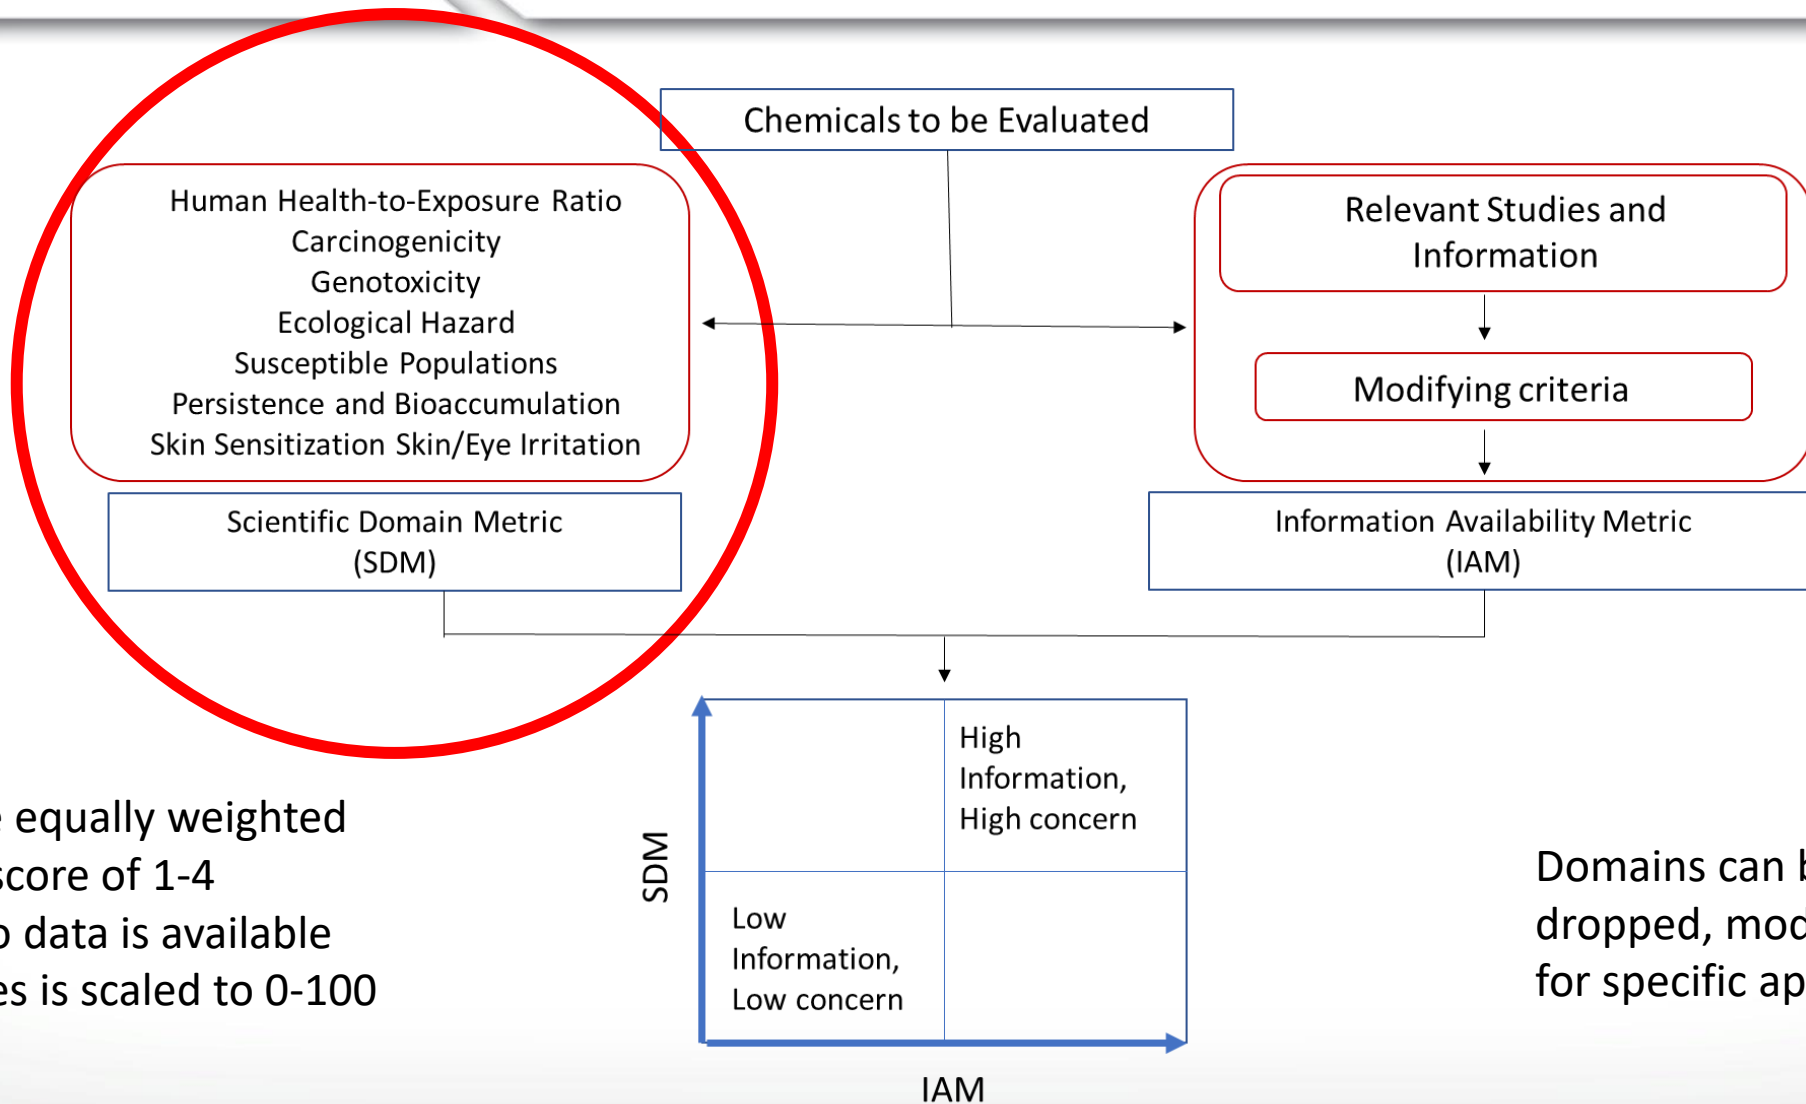 Chemicals to be Evaluated
Human Health-to-Exposure Ratio
Carcinogenicity
Genotoxicity
Ecological Hazard
Susceptible Populations
Persistence and Bioaccumulation
Skin Sensitization Skin/Eye Irritation
Scientific Domain Metric
(SDM)
Relevant Studies and
Information
Modifying criteria
Information Availability Metric
(IAM)
High
Information,
High concern
Low
Information,
Low concern
SDM
IAM
equally weighted
score of 1-4
data is available
is scaled to 0-100
Domains can
dropped,
for specific